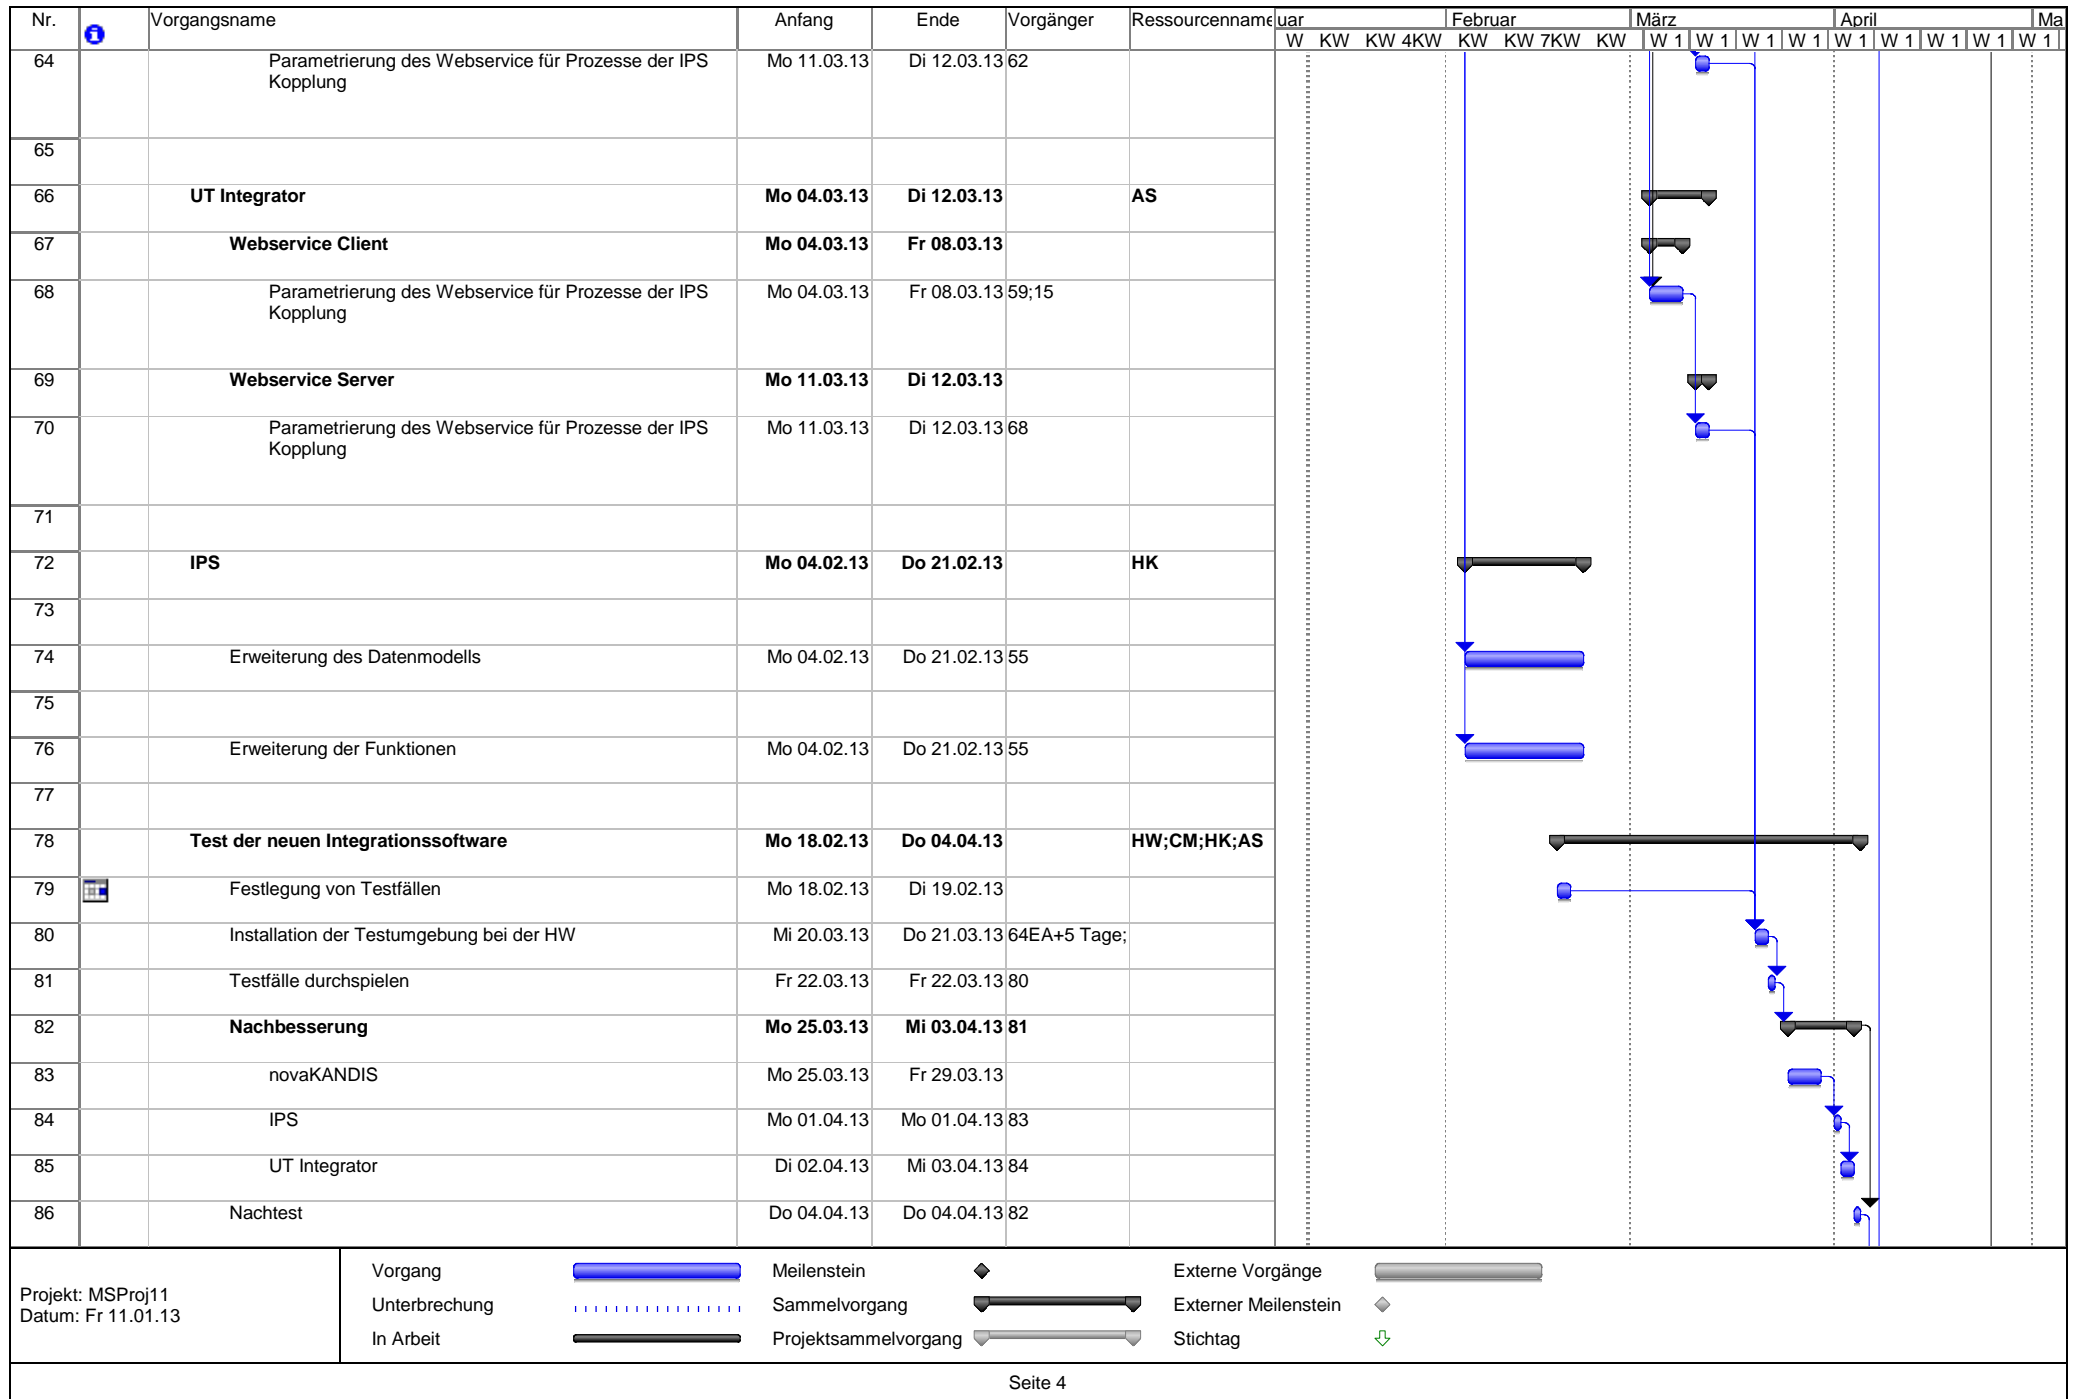 Nr. Vorgangsname Anfang Ende Vorgänger Ressourcenname uar Februar März April Ma
W KW KW 4KW KW KW 7KW KW W 1 W 1 W 1 W 1 W 1 W 1 W 1 W 1 W 1
64 Parametrierung des Webservice für Prozesse der IPS Mo 11.03.13 Di 12.03.13 62
Kopplung
65
66 UT Integrator Mo 04.03.13 Di 12.03.13 AS
67 Webservice Client Mo 04.03.13 Fr 08.03.13
68 Parametrierung des Webservice für Prozesse der IPS Mo 04.03.13 Fr 08.03.13 59;15
Kopplung
69 Webservice Server Mo 11.03.13 Di 12.03.13
70 Parametrierung des Webservice für Prozesse der IPS Mo 11.03.13 Di 12.03.13 68
Kopplung
71
72 IPS Mo 04.02.13 Do 21.02.13 HK
73
74 Erweiterung des Datenmodells Mo 04.02.13 Do 21.02.13 55
75
76 Erweiterung der Funktionen Mo 04.02.13 Do 21.02.13 55
77
78 Test der neuen Integrationssoftware Mo 18.02.13 Do 04.04.13 HW;CM;HK;AS
79 Festlegung von Testfällen Mo 18.02.13 Di 19.02.13
80 Installation der Testumgebung bei der HW Mi 20.03.13 Do 21.03.13 64EA+5 Tage;
81 Testfälle durchspielen Fr 22.03.13 Fr 22.03.13 80
82 Nachbesserung Mo 25.03.13 Mi 03.04.13 81
83 novaKANDIS Mo 25.03.13 Fr 29.03.13
84 IPS Mo 01.04.13 Mo 01.04.13 83
85 UT Integrator Di 02.04.13 Mi 03.04.13 84
86 Nachtest Do 04.04.13 Do 04.04.13 82
Projekt: MSProj11
Datum: Fr 11.01.13
Vorgang Meilenstein Externe Vorgänge
Unterbrechung Sammelvorgang Externer Meilenstein
In Arbeit Projektsammelvorgang Stichtag
Seite 4